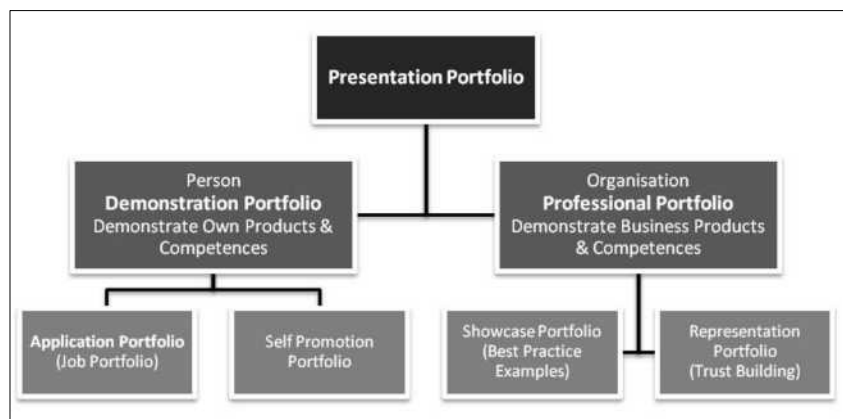 Presentation Portfolio
Person
Demonstration Portfolio
Demonstrate Own Products &
Competences
Organisation
Professional Portfolio
Demonstrate Business Products
& Competences
Application Portfolio
(Job Portfolio)
Self Promotion
Portfolio
Showcase Portfolio
(Best Practice
Examples)
Representation
Portfolio
(Trust Building)